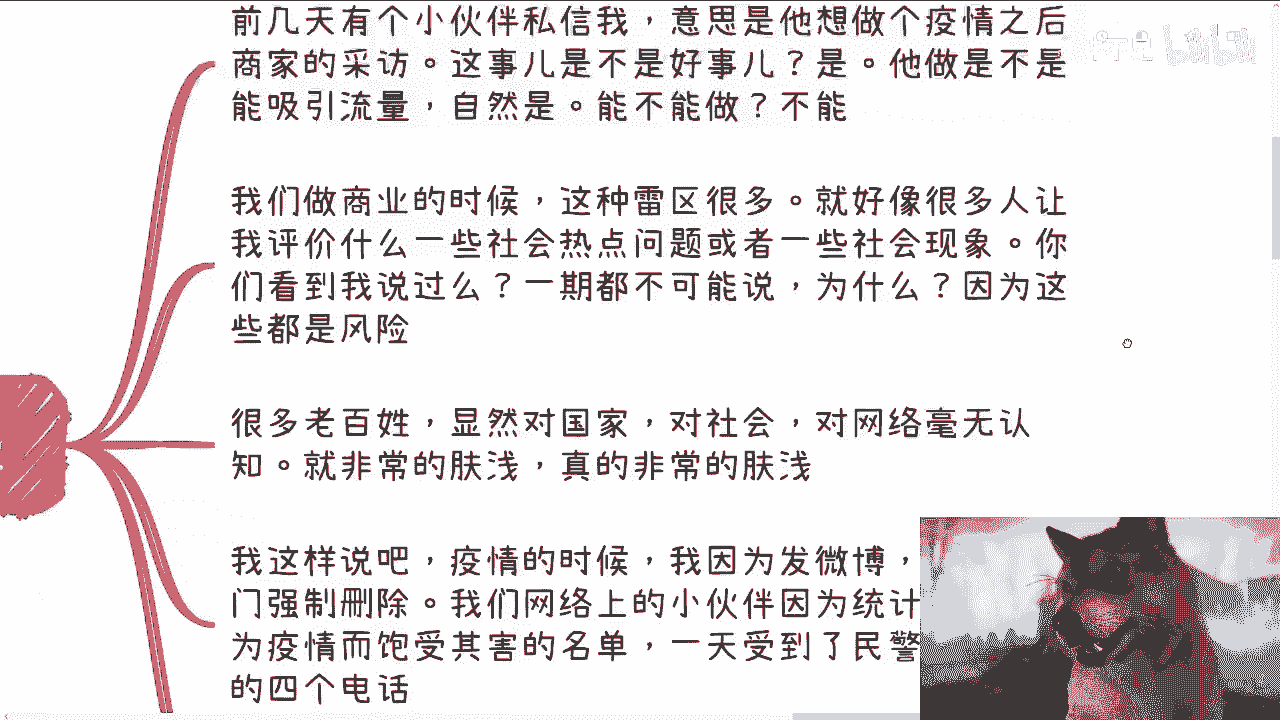 前几天有个小伙伴私信我，意思是他想做个疫情之后
商家的采访。这事儿是不是好事儿？是。他做是不是
能吸引流量，自然是。能不能做？不能
我们做商业的时候，这种雷区很多。就好像很多人让
我评价什么一些社会热点问题或者一些社会现象。你
们看到我说过么？一期都不可能说，为什么？因为这
些都是风险
很多老百姓，显然对国家，对社会，对网络毫无认
知。就非常的肤浅，真的非常的肤浅
我这样说吧，疫情的时候，我因为发微博，
门强制删除。我们网络上的小伙伴因为统计
为疫情而饱受其害的名单，一天受到了民警
的四个电话
bilibili